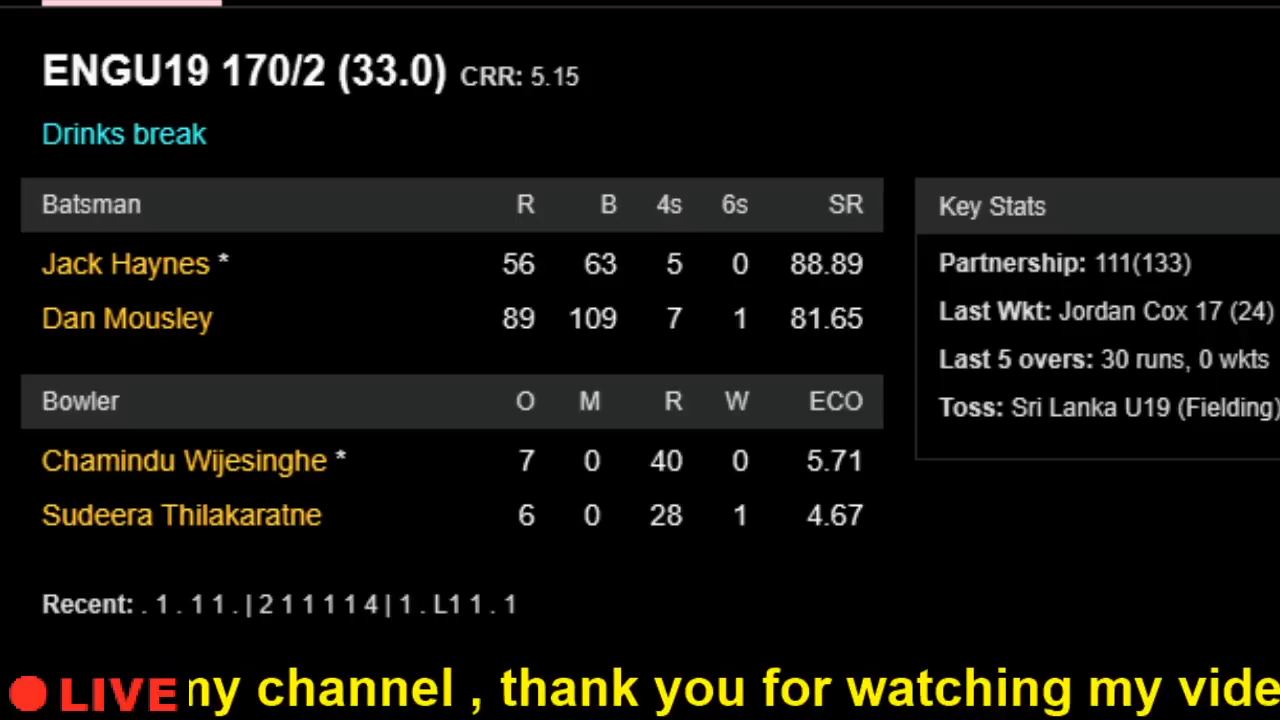 ENGU19 170/2 (33.0) CRR: 5.15
Drinks break
Batsman R B 4s 6s SR
Jack Haynes * 56 63 5 0 88.89
Dan Mousley 89 109 7 1 81.65
Bowler O M R W ECO
Chamindu Wijesinghe * 7 0 40 0 5.71
Sudeera Thilakaratne 6 0 28 1 4.67
Recent: . 1 . 1 1 . | 2 1 1 1 1 4 | 1 . L1 1 . 1
Key Stats
Partnership: 111(133)
Last Wkt: Jordan Cox 17 (24)
Last 5 overs: 30 runs, 0 wkts
Toss: Sri Lanka U19 (Fielding)
LIVE my channel , thank you for watching my vide